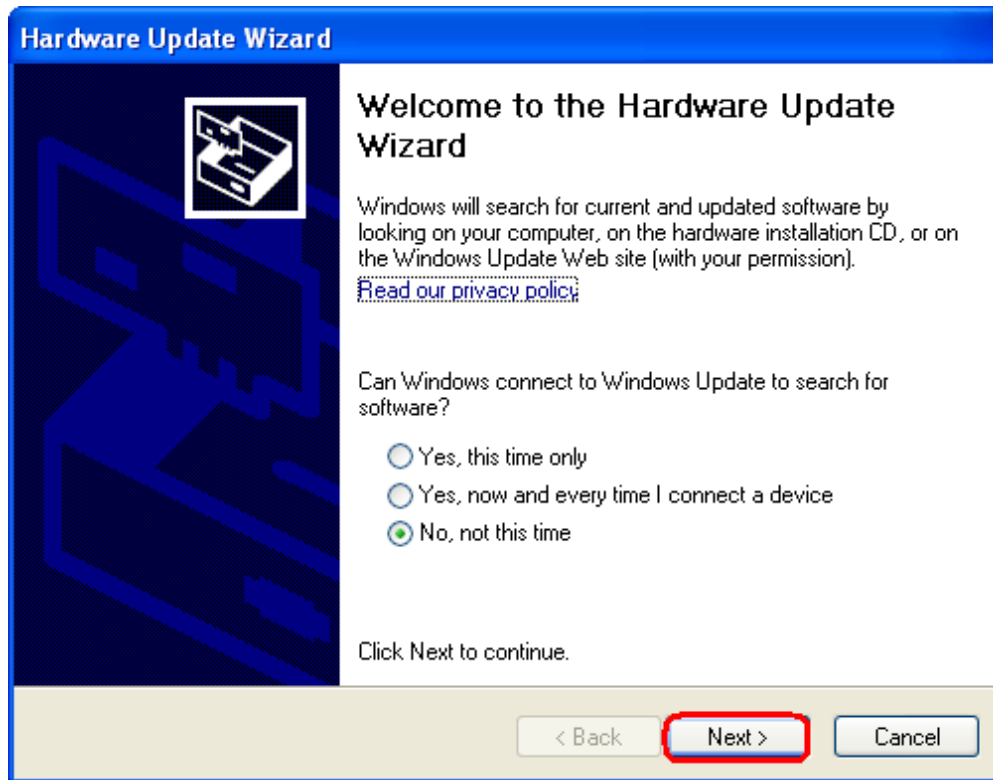 Hardware Update Wizard
Welcome to the Hardware Update
Wizard
Windows will search for current and updated software by
looking on your computer, on the hardware installation CD, or on
the Windows Update Web site (with your permission).
Read our privacy policy
Can Windows connect to Windows Update to search for
software?
Yes, this time only
Yes, now and every time I connect a device
No, not this time
Click Next to continue.
< Back Next > Cancel